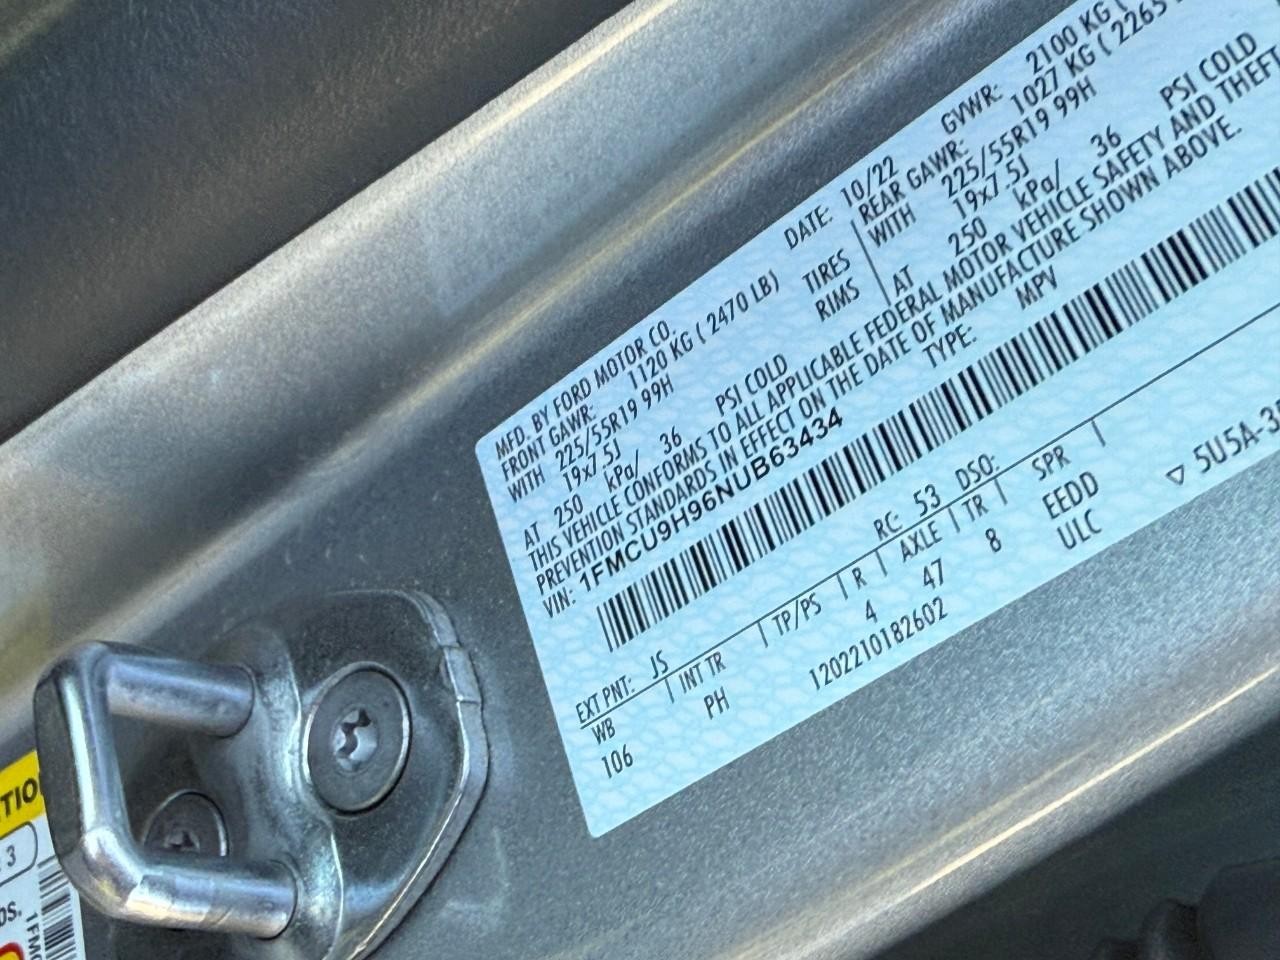 MFD. BY FORD MOTOR CO. DATE: 10/22 GVWR: 2100 KG (
FRONT GAWR: 1120 KG ( 2470 LB) REAR GAWR: 1027 KG ( 2265
WITH 225/55R19 99H TIRES WITH 225/55R19 99H
19x7.5J RIMS 19x7.5J
AT 250 kPa/ 36 PSI COLD AT 250 kPa/ 36 PSI COLD
THIS VEHICLE CONFORMS TO ALL APPLICABLE FEDERAL MOTOR VEHICLE SAFETY AND THEFT
PREVENTION STANDARDS IN EFFECT ON THE DATE OF MANUFACTURE SHOWN ABOVE.
VIN: 1FMCU9H96NUB63434 TYPE: MPV
EXT PNT: JS RC: 53 DSO:
WB INT TR TP/PS R AXLE TR SPR
106 PH 4 47 8 EEDD
1202210182602 ULC
▽ 5U5A-3
3
1FM